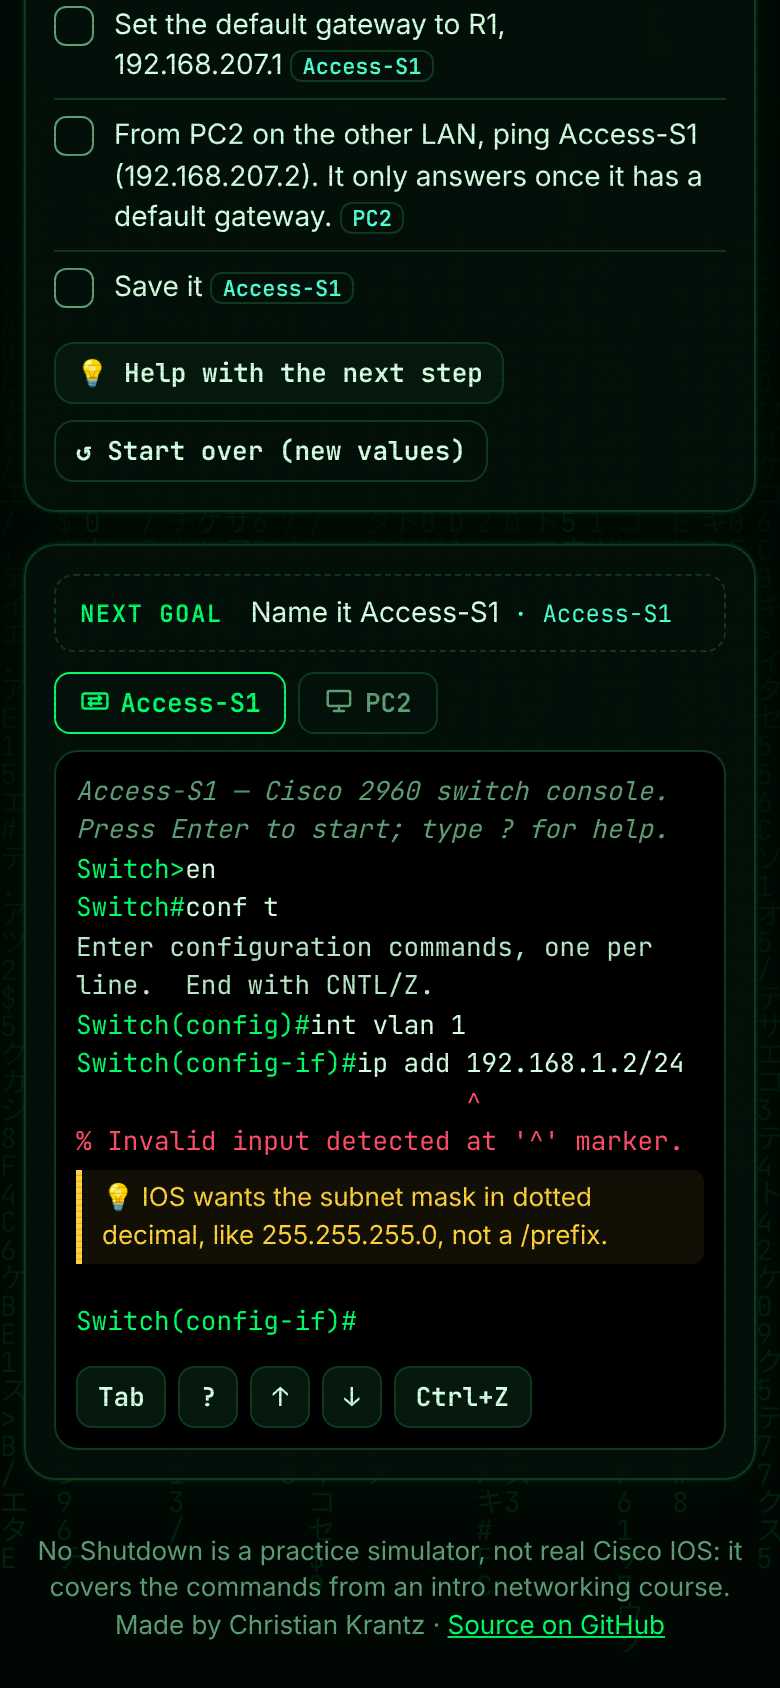 Set the default gateway to R1,
192.168.207.1 Access-S1
From PC2 on the other LAN, ping Access-S1
(192.168.207.2). It only answers once it has a
default gateway. PC2
Save it Access-S1
💡 Help with the next step
↺ Start over (new values)
NEXT GOAL Name it Access-S1 · Access-S1
Access-S1 PC2
Access-S1 — Cisco 2960 switch console.
Press Enter to start; type ? for help.
Switch>en
Switch#conf t
Enter configuration commands, one per
line.  End with CNTL/Z.
Switch(config)#int vlan 1
Switch(config-if)#ip add 192.168.1.2/24
^
% Invalid input detected at '^' marker.
💡 IOS wants the subnet mask in dotted
decimal, like 255.255.255.0, not a /prefix.
Switch(config-if)#
Tab ? ↑ ↓ Ctrl+Z
No Shutdown is a practice simulator, not real Cisco IOS: it
covers the commands from an intro networking course.
Made by Christian Krantz · Source on GitHub